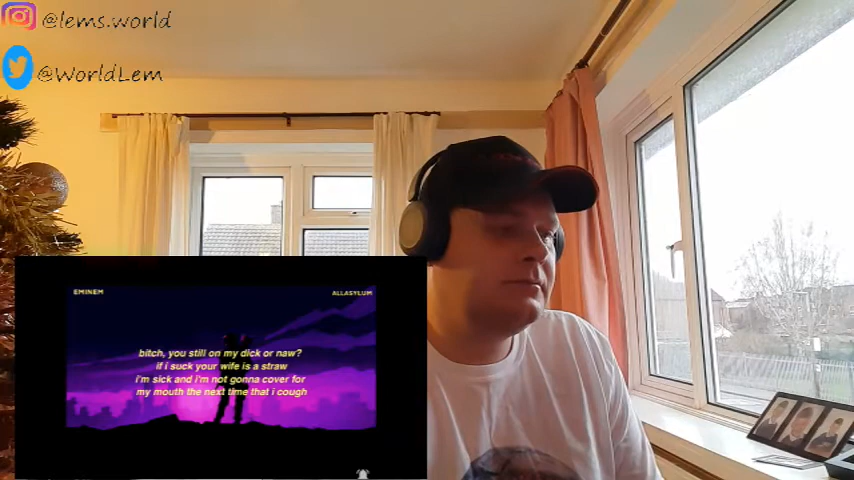 @lems.world
@WorldLem
EMINEM
ALLASYLUM
bitch, you still on my dick or naw?
if i suck your wife is a straw
i'm sick and i'm not gonna cover for
my mouth the next time that i cough